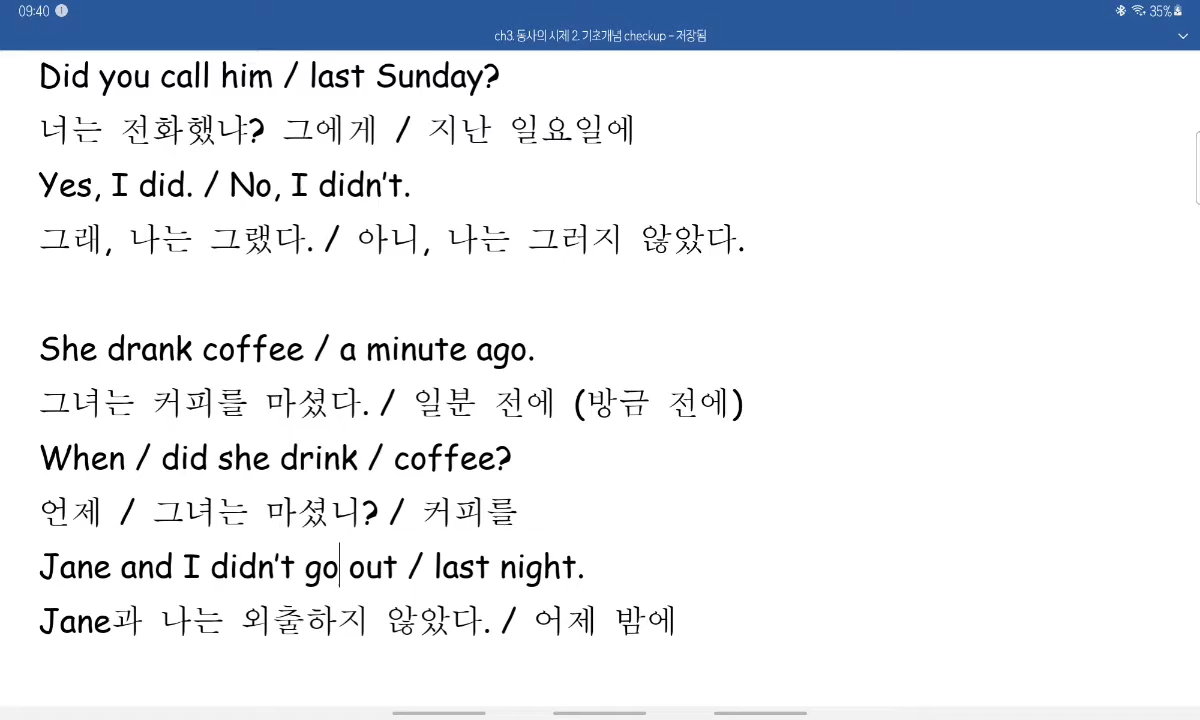 09:40
35%
ch3. 동사의 시제 2. 기초개념 checkup - 저장됨
Did you call him / last Sunday?
너는 전화했냐? 그에게 / 지난 일요일에
Yes, I did. / No, I didn't.
그래, 나는 그랬다. / 아니, 나는 그러지 않았다.
She drank coffee / a minute ago.
그녀는 커피를 마셨다. / 일분 전에 (방금 전에)
When / did she drink / coffee?
언제 / 그녀는 마셨니? / 커피를
Jane and I didn't go out / last night.
Jane과 나는 외출하지 않았다. / 어제 밤에